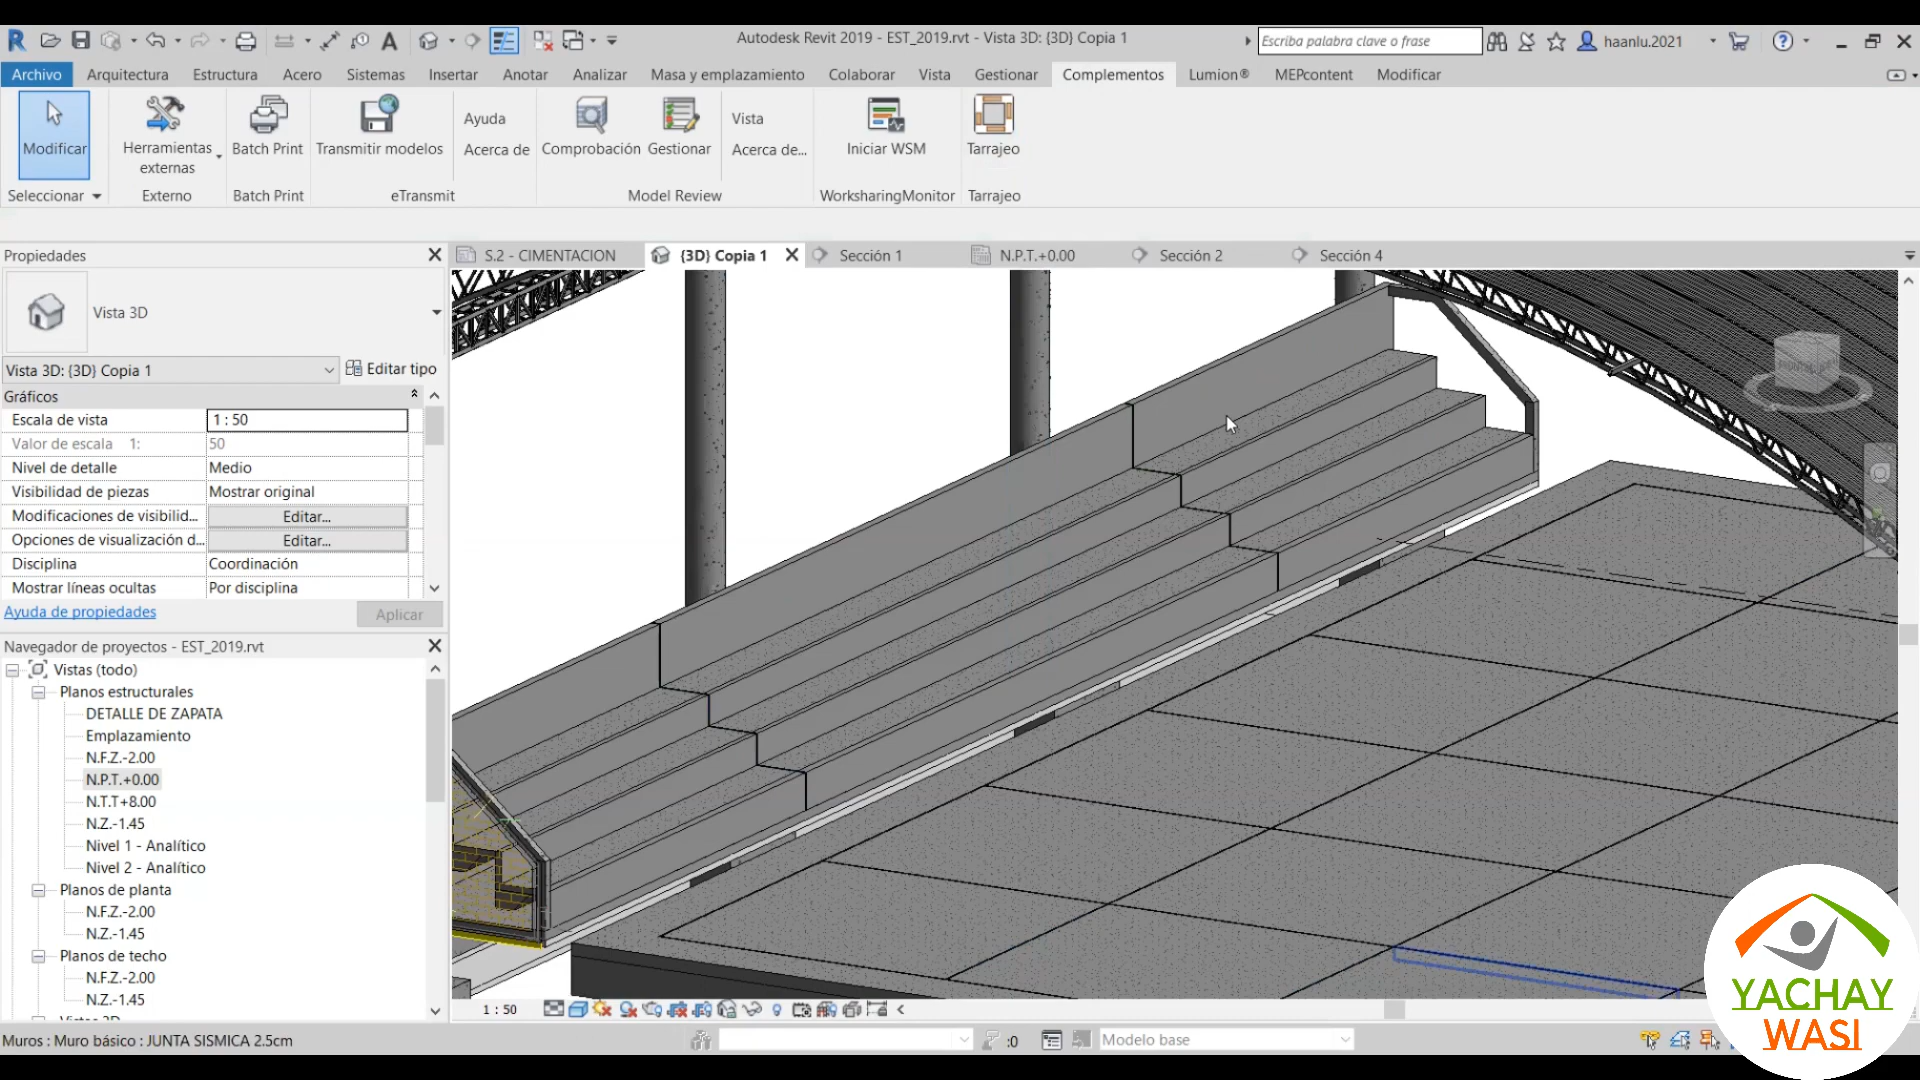 Autodesk Revit 2019 - EST_2019.rvt - Vista 3D: {3D} Copia 1
Escriba palabra clave o frase
haanlu.2021
Archivo Arquitectura Estructura Acero Sistemas Insertar Anotar Analizar Masa y emplazamiento Colaborar Vista Gestionar Complementos Lumion® MEPcontent Modificar
Modificar
Herramientas externas
Batch Print
Transmitir modelos
Ayuda
Acerca de
Comprobación
Gestionar
Vista
Acerca de...
Iniciar WSM
Tarrajeo
Seleccionar Externo Batch Print eTransmit Model Review WorksharingMonitor Tarrajeo
Propiedades
S.2 - CIMENTACION {3D} Copia 1 Sección 1 N.P.T.+0.00 Sección 2 Sección 4
Vista 3D
Vista 3D: {3D} Copia 1 Editar tipo
Gráficos
Escala de vista 1 : 50
Valor de escala 1: 50
Nivel de detalle Medio
Visibilidad de piezas Mostrar original
Modificaciones de visibilid... Editar...
Opciones de visualización d... Editar...
Disciplina Coordinación
Mostrar líneas ocultas Por disciplina
Ayuda de propiedades Aplicar
Navegador de proyectos - EST_2019.rvt
Vistas (todo)
Planos estructurales
DETALLE DE ZAPATA
Emplazamiento
N.F.Z.-2.00
N.P.T.+0.00
N.T.T+8.00
N.Z.-1.45
Nivel 1 - Analítico
Nivel 2 - Analítico
Planos de planta
N.F.Z.-2.00
N.Z.-1.45
Planos de techo
N.F.Z.-2.00
N.Z.-1.45
1 : 50
Muros : Muro básico : JUNTA SISMICA 2.5cm
:0
Modelo base
YACHAY
WASI